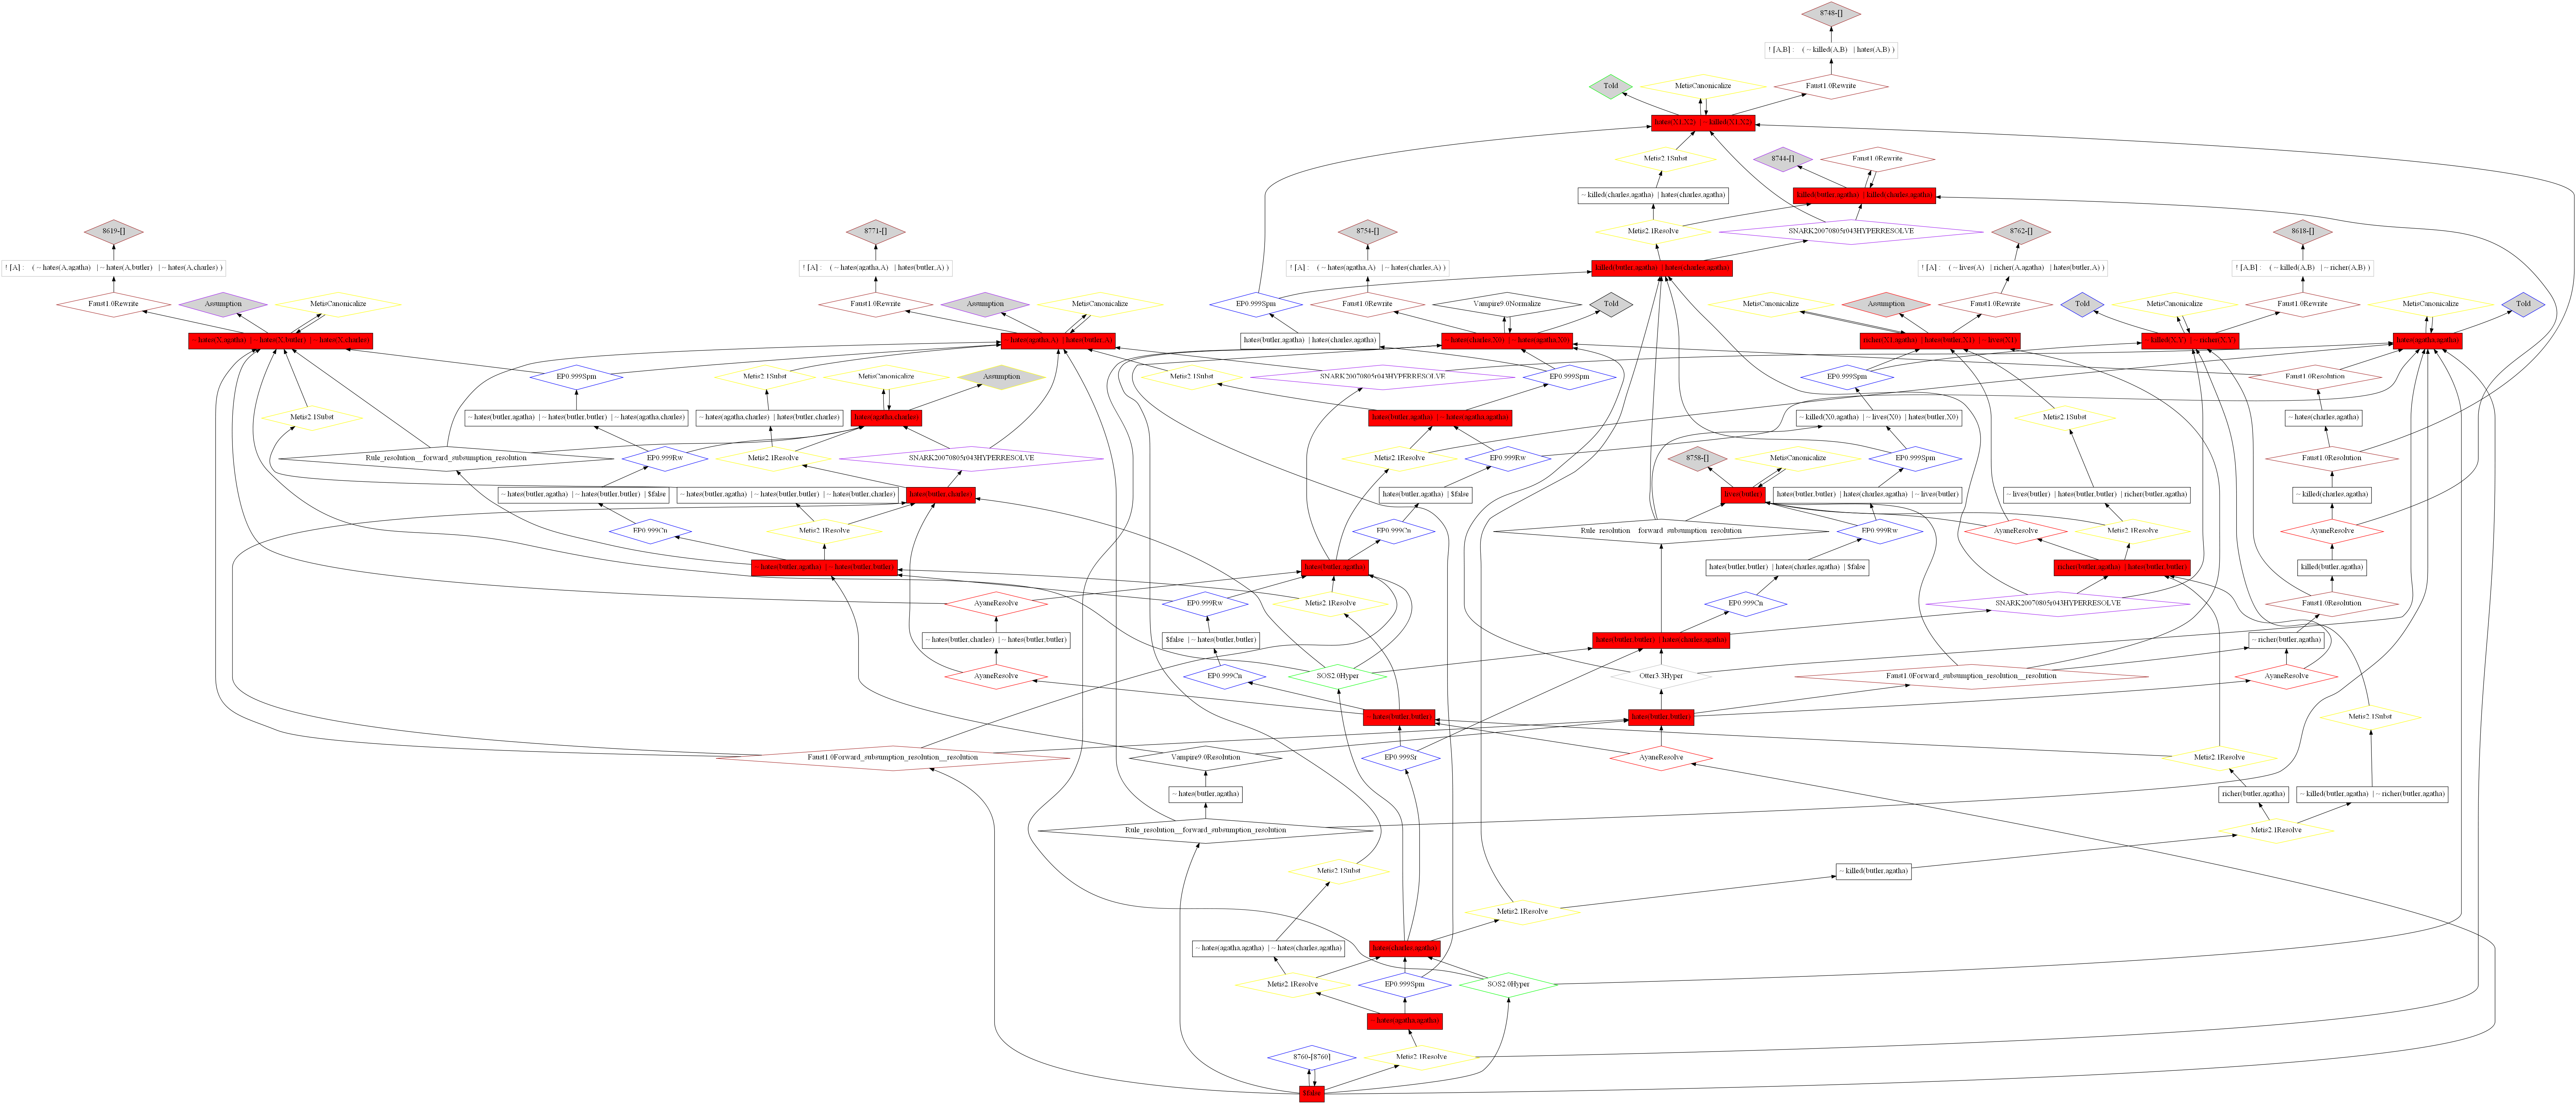 8748-[]
! [A,B] : ( ~ killed(A,B) | hates(A,B) )
Told
MetisCanonicalize
Faust1.0Rewrite
hates(X1,X2) | ~ killed(X1,X2)
Metis2.1Subst
8744-[]
Faust1.0Rewrite
~ killed(charles,agatha) | hates(charles,agatha)
killed(butler,agatha) | killed(charles,agatha)
8619-[]
8771-[]
8754-[]
Metis2.1Resolve
SNARK20070805r043HYPERRESOLVE
8762-[]
8618-[]
! [A] : ( ~ hates(A,agatha) | ~ hates(A,butler) | ~ hates(A,charles) )
! [A] : ( ~ hates(agatha,A) | hates(butler,A) )
! [A] : ( ~ hates(agatha,A) | ~ hates(charles,A) )
killed(butler,agatha) | hates(charles,agatha)
! [A] : ( ~ lives(A) | richer(A,agatha) | hates(butler,A) )
! [A,B] : ( ~ killed(A,B) | ~ richer(A,B) )
Faust1.0Rewrite
Assumption
MetisCanonicalize
Faust1.0Rewrite
Assumption
MetisCanonicalize
EP0.999Spm
Faust1.0Rewrite
Vampire9.0Normalize
Told
MetisCanonicalize
Assumption
Faust1.0Rewrite
Told
MetisCanonicalize
Faust1.0Rewrite
MetisCanonicalize
Told
~ hates(X,agatha) | ~ hates(X,butler) | ~ hates(X,charles)
~ hates(agatha,A) | hates(butler,A)
hates(butler,agatha) | hates(charles,agatha)
~ hates(charles,X0) | ~ hates(agatha,X0)
richer(X1,agatha) | hates(butler,X1) | ~ lives(X1)
~ killed(X,Y) | ~ richer(X,Y)
hates(agatha,agatha)
EP0.999Spm
Metis2.1Subst
MetisCanonicalize
Assumption
Metis2.1Subst
SNARK20070805r043HYPERRESOLVE
EP0.999Spm
EP0.999Spm
Faust1.0Resolution
Metis2.1Subst
~ hates(butler,agatha) | ~ hates(butler,butler) | ~ hates(agatha,charles)
~ hates(agatha,charles) | hates(butler,charles)
hates(agatha,charles)
hates(butler,agatha) | ~ hates(agatha,agatha)
~ killed(X0,agatha) | ~ lives(X0) | hates(butler,X0)
Metis2.1Subst
~ hates(charles,agatha)
Rule_resolution__forward_subsumption_resolution
EP0.999Rw
Metis2.1Resolve
SNARK20070805r043HYPERRESOLVE
Metis2.1Resolve
EP0.999Rw
8758-[]
MetisCanonicalize
EP0.999Spm
Faust1.0Resolution
~ hates(butler,agatha) | ~ hates(butler,butler) | $false
~ hates(butler,agatha) | ~ hates(butler,butler) | ~ hates(butler,charles)
hates(butler,charles)
hates(butler,agatha) | $false
lives(butler)
hates(butler,butler) | hates(charles,agatha) | ~ lives(butler)
~ lives(butler) | hates(butler,butler) | richer(butler,agatha)
~ killed(charles,agatha)
EP0.999Cn
Metis2.1Resolve
EP0.999Cn
Rule_resolution__forward_subsumption_resolution
EP0.999Rw
AyaneResolve
Metis2.1Resolve
AyaneResolve
~ hates(butler,agatha) | ~ hates(butler,butler)
hates(butler,agatha)
hates(butler,butler) | hates(charles,agatha) | $false
richer(butler,agatha) | hates(butler,butler)
killed(butler,agatha)
AyaneResolve
EP0.999Rw
Metis2.1Resolve
EP0.999Cn
SNARK20070805r043HYPERRESOLVE
Faust1.0Resolution
~ hates(butler,charles) | ~ hates(butler,butler)
$false | ~ hates(butler,butler)
hates(butler,butler) | hates(charles,agatha)
~ richer(butler,agatha)
AyaneResolve
EP0.999Cn
SOS2.0Hyper
Otter3.3Hyper
Faust1.0Forward_subsumption_resolution__resolution
AyaneResolve
~ hates(butler,butler)
hates(butler,butler)
Metis2.1Subst
Faust1.0Forward_subsumption_resolution__resolution
Vampire9.0Resolution
EP0.999Sr
AyaneResolve
Metis2.1Resolve
~ hates(butler,agatha)
richer(butler,agatha)
~ killed(butler,agatha) | ~ richer(butler,agatha)
Rule_resolution__forward_subsumption_resolution
Metis2.1Resolve
Metis2.1Subst
~ killed(butler,agatha)
Metis2.1Resolve
~ hates(agatha,agatha) | ~ hates(charles,agatha)
hates(charles,agatha)
Metis2.1Resolve
EP0.999Spm
SOS2.0Hyper
~ hates(agatha,agatha)
8760-[8760]
Metis2.1Resolve
$false